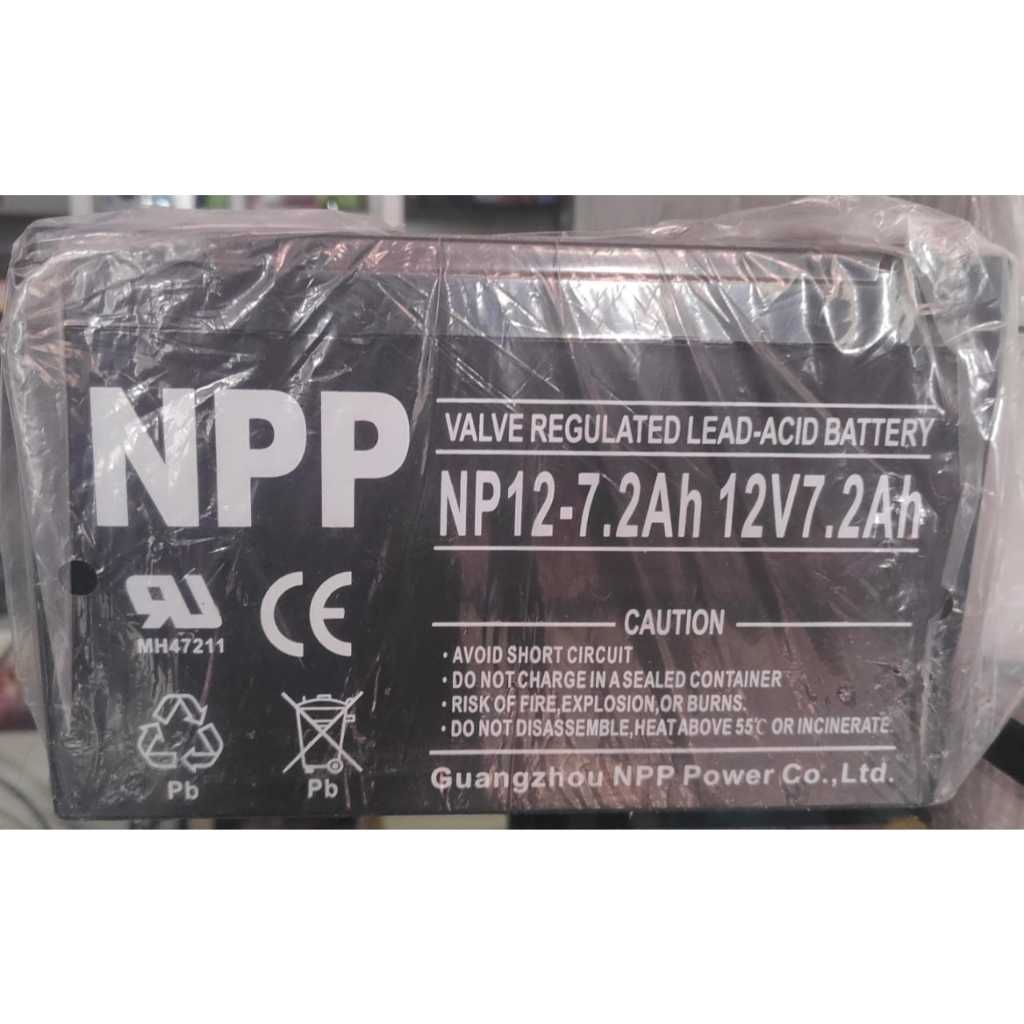 NPP
VALVE REGULATED LEAD-ACID BATTERY
NP12-7.2Ah 12V7.2Ah
MH47211
CE
Pb
Pb
CAUTION
· AVOID SHORT CIRCUIT
· DO NOT CHARGE IN A SEALED CONTAINER
· RISK OF FIRE,EXPLOSION,OR BURNS.
· DO NOT DISASSEMBLE,HEAT ABOVE 55℃ OR INCINERATE.
Guangzhou NPP Power Co.,Ltd.